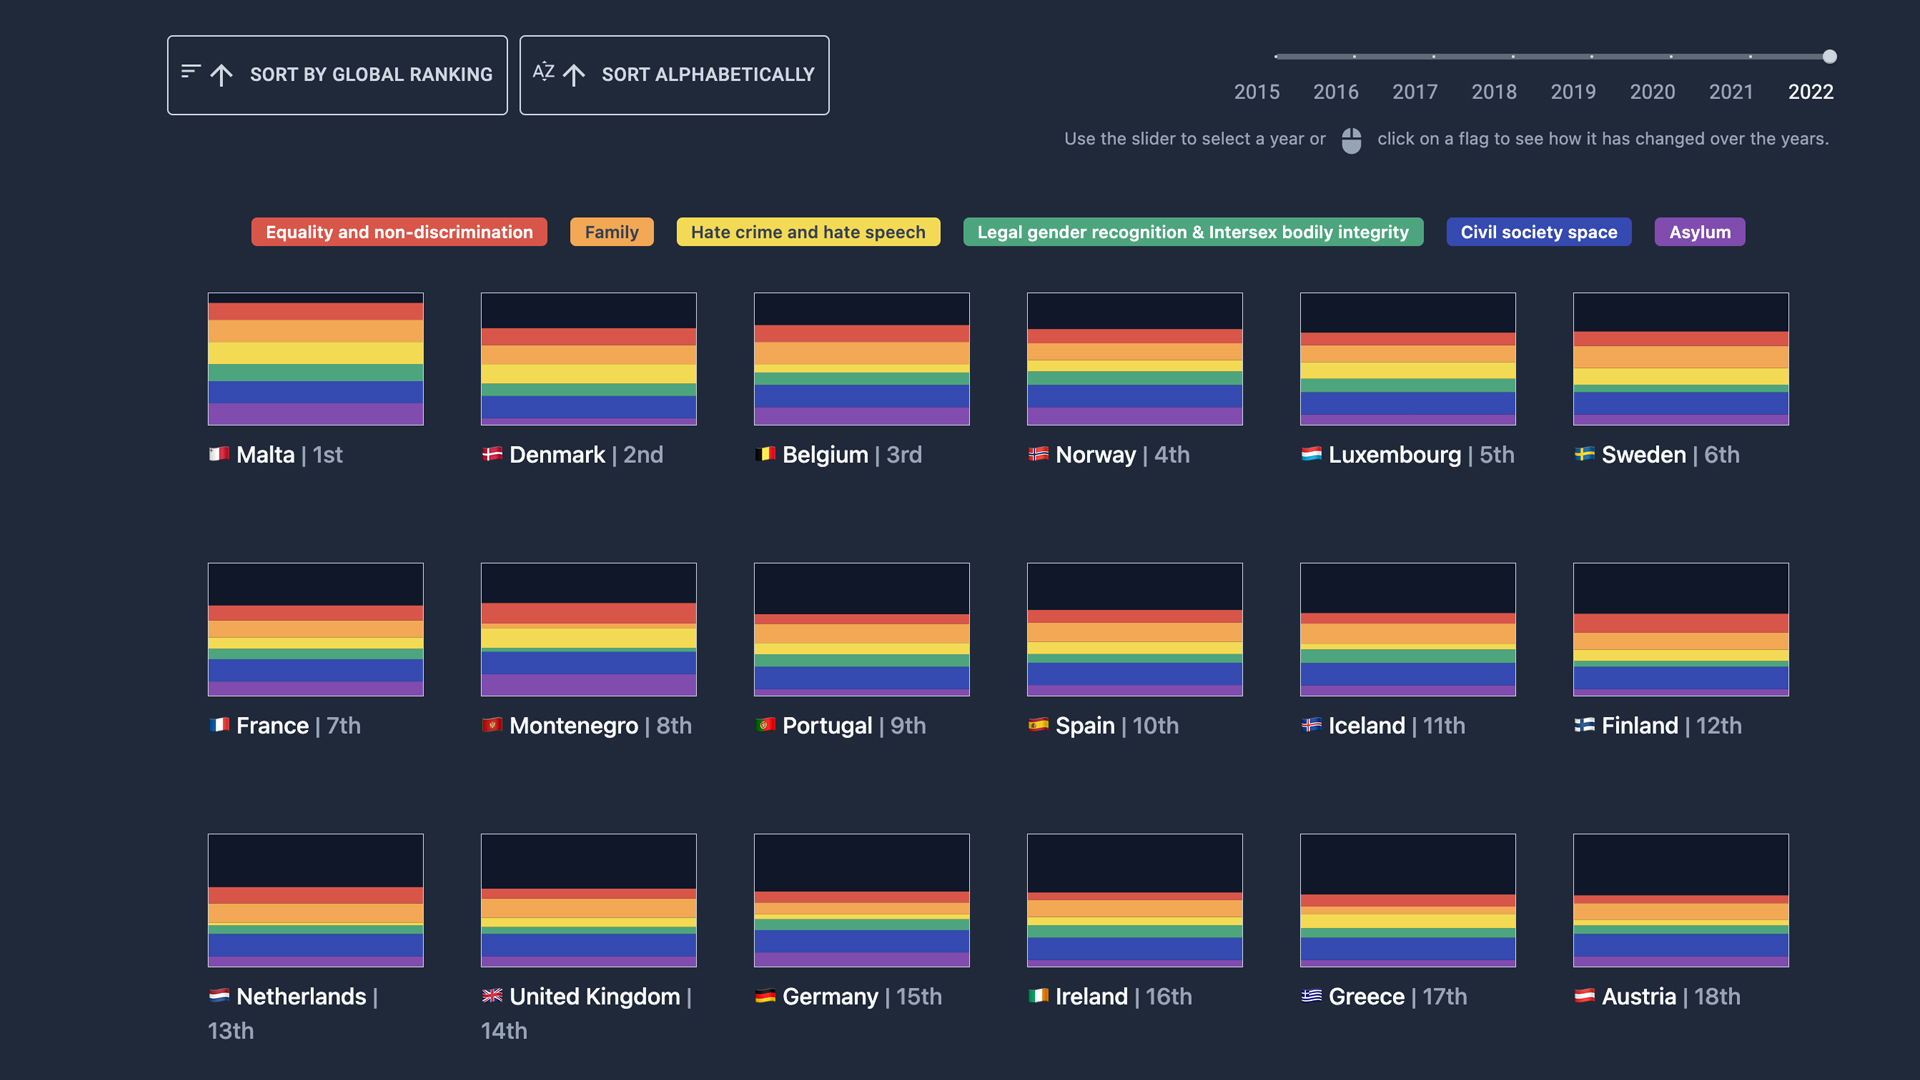 SORT BY GLOBAL RANKING
AZ SORT ALPHABETICALLY
2015 2016 2017 2018 2019 2020 2021 2022
Use the slider to select a year or click on a flag to see how it has changed over the years.
Equality and non-discrimination Family Hate crime and hate speech Legal gender recognition & Intersex bodily integrity Civil society space Asylum
Malta | 1st
Denmark | 2nd
Belgium | 3rd
Norway | 4th
Luxembourg | 5th
Sweden | 6th
France | 7th
Montenegro | 8th
Portugal | 9th
Spain | 10th
Iceland | 11th
Finland | 12th
Netherlands |
13th
United Kingdom |
14th
Germany | 15th
Ireland | 16th
Greece | 17th
Austria | 18th